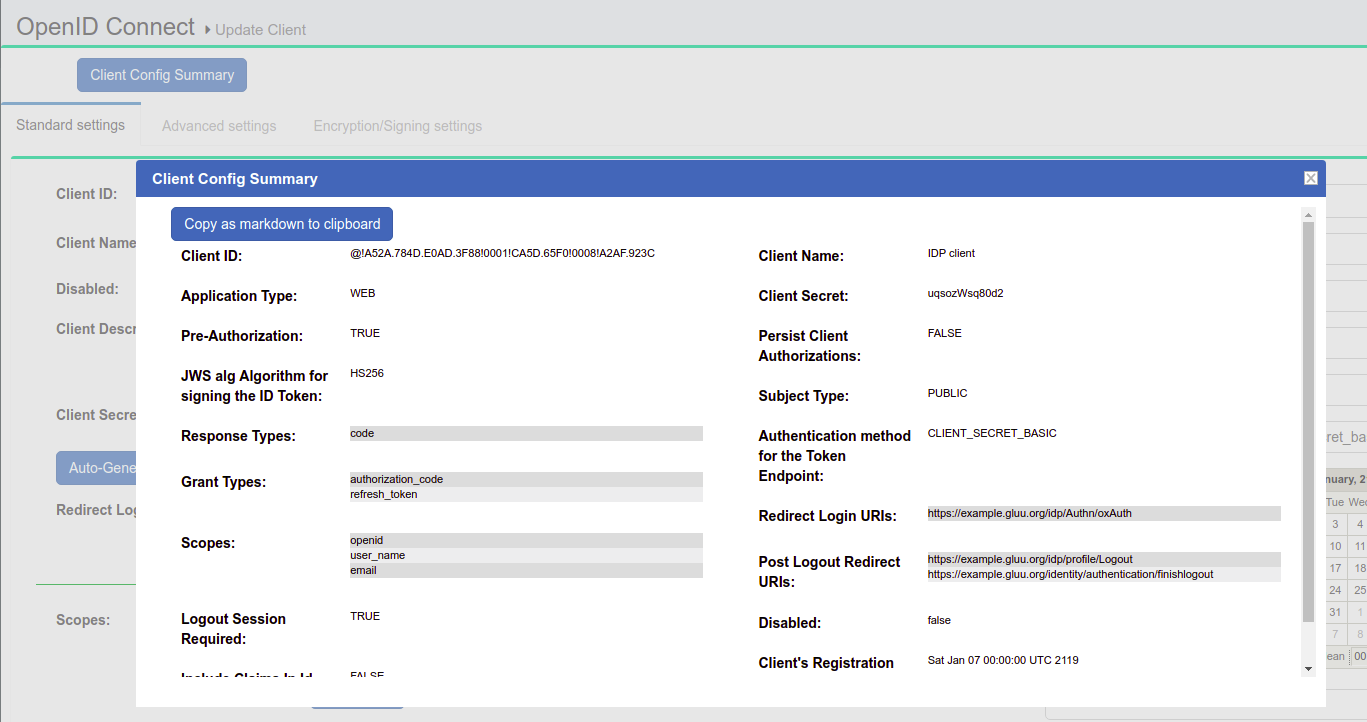 OpenID Connect Update Client
Client Config Summary
Standard settings Advanced settings Encryption/Signing settings
Client ID:
Client Name
Disabled:
Client Descr
Client Secre
Auto-Gene
Redirect Log
Scopes:
Client Config Summary
Copy as markdown to clipboard
Client ID: @!A52A.784D.E0AD.3F88!0001!CA5D.65F0!0008!A2AF.923C
Application Type: WEB
Pre-Authorization: TRUE
JWS alg Algorithm for HS256
signing the ID Token:
Response Types: code
Grant Types: authorization_code
refresh_token
Scopes: openid
user_name
email
Logout Session TRUE
Required:
Include Claims In Id FALSE
Client Name: IDP client
Client Secret: uqsozWsq80d2
Persist Client FALSE
Authorizations:
Subject Type: PUBLIC
Authentication method CLIENT_SECRET_BASIC
for the Token
Endpoint:
Redirect Login URIs: https://example.gluu.org/idp/Authn/oxAuth
Post Logout Redirect https://example.gluu.org/idp/profile/Logout
URIs: https://example.gluu.org/identity/authentication/finishlogout
Disabled: false
Client's Registration Sat Jan 07 00:00:00 UTC 2119
ret_ba
nuary, 2
Tue Wed
3 4
10 11
17 18
24 25
31 1
7 8
ean 00